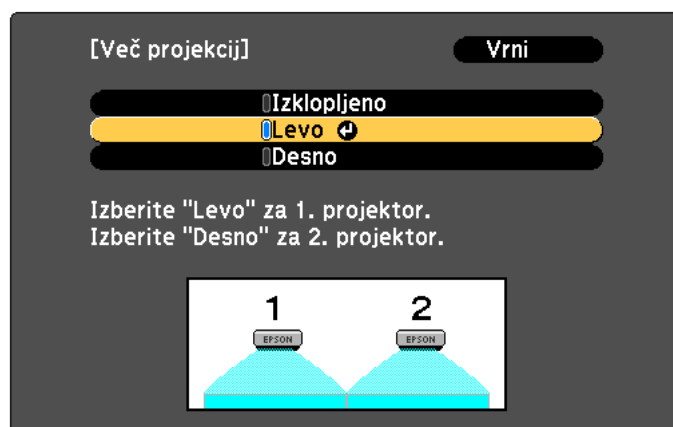 [Več projekcij] Vrni
Izklopljeno
Levo
Desno
Izberite "Levo" za 1. projektor.
Izberite "Desno" za 2. projektor.
1 2
EPSON EPSON